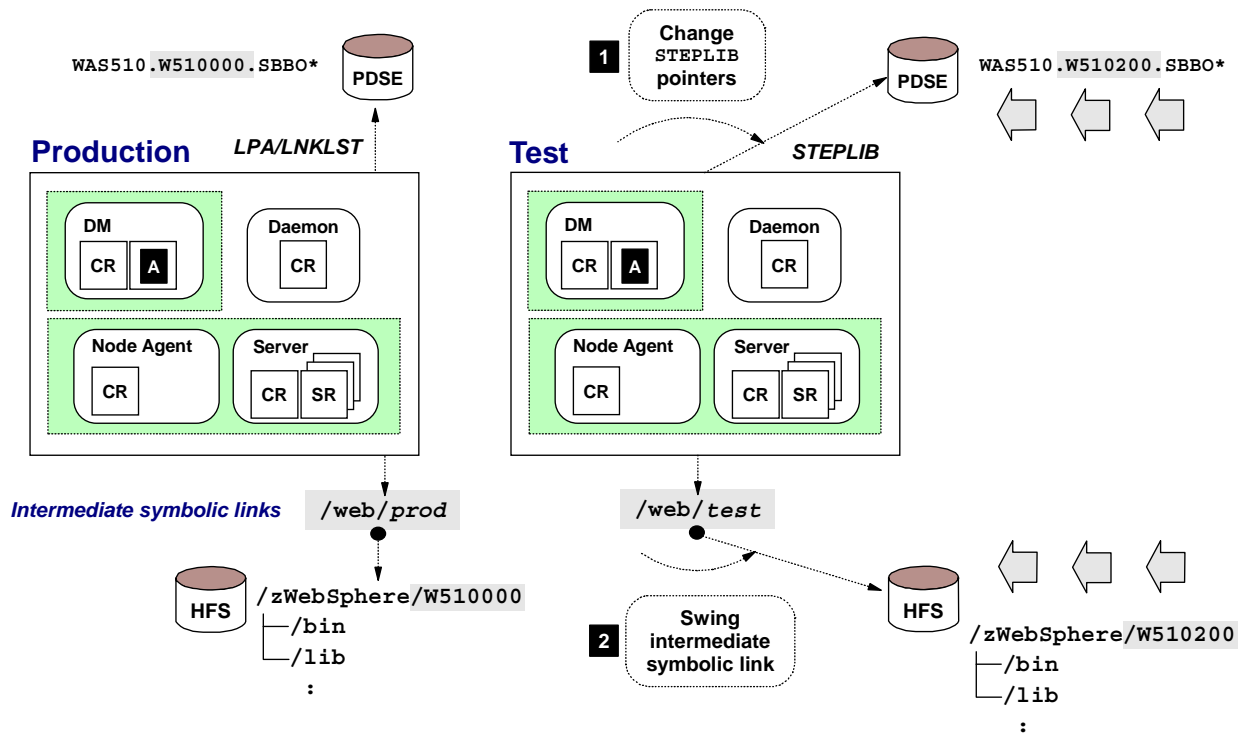 WAS510.W510000.SBBO*
PDSE
1
Change
STEPLIB
pointers
PDSE
WAS510.W510200.SBBO*
Production
LPA/LNKLST
Test
STEPLIB
DM
CR
A
Daemon
CR
Node Agent
CR
Server
CR
SR
DM
CR
A
Daemon
CR
Node Agent
CR
Server
CR
SR
Intermediate symbolic links
/web/prod
/web/test
HFS
/zWebSphere/W510000
/bin
/lib
:
2
Swing
intermediate
symbolic link
HFS
/zWebSphere/W510200
/bin
/lib
: